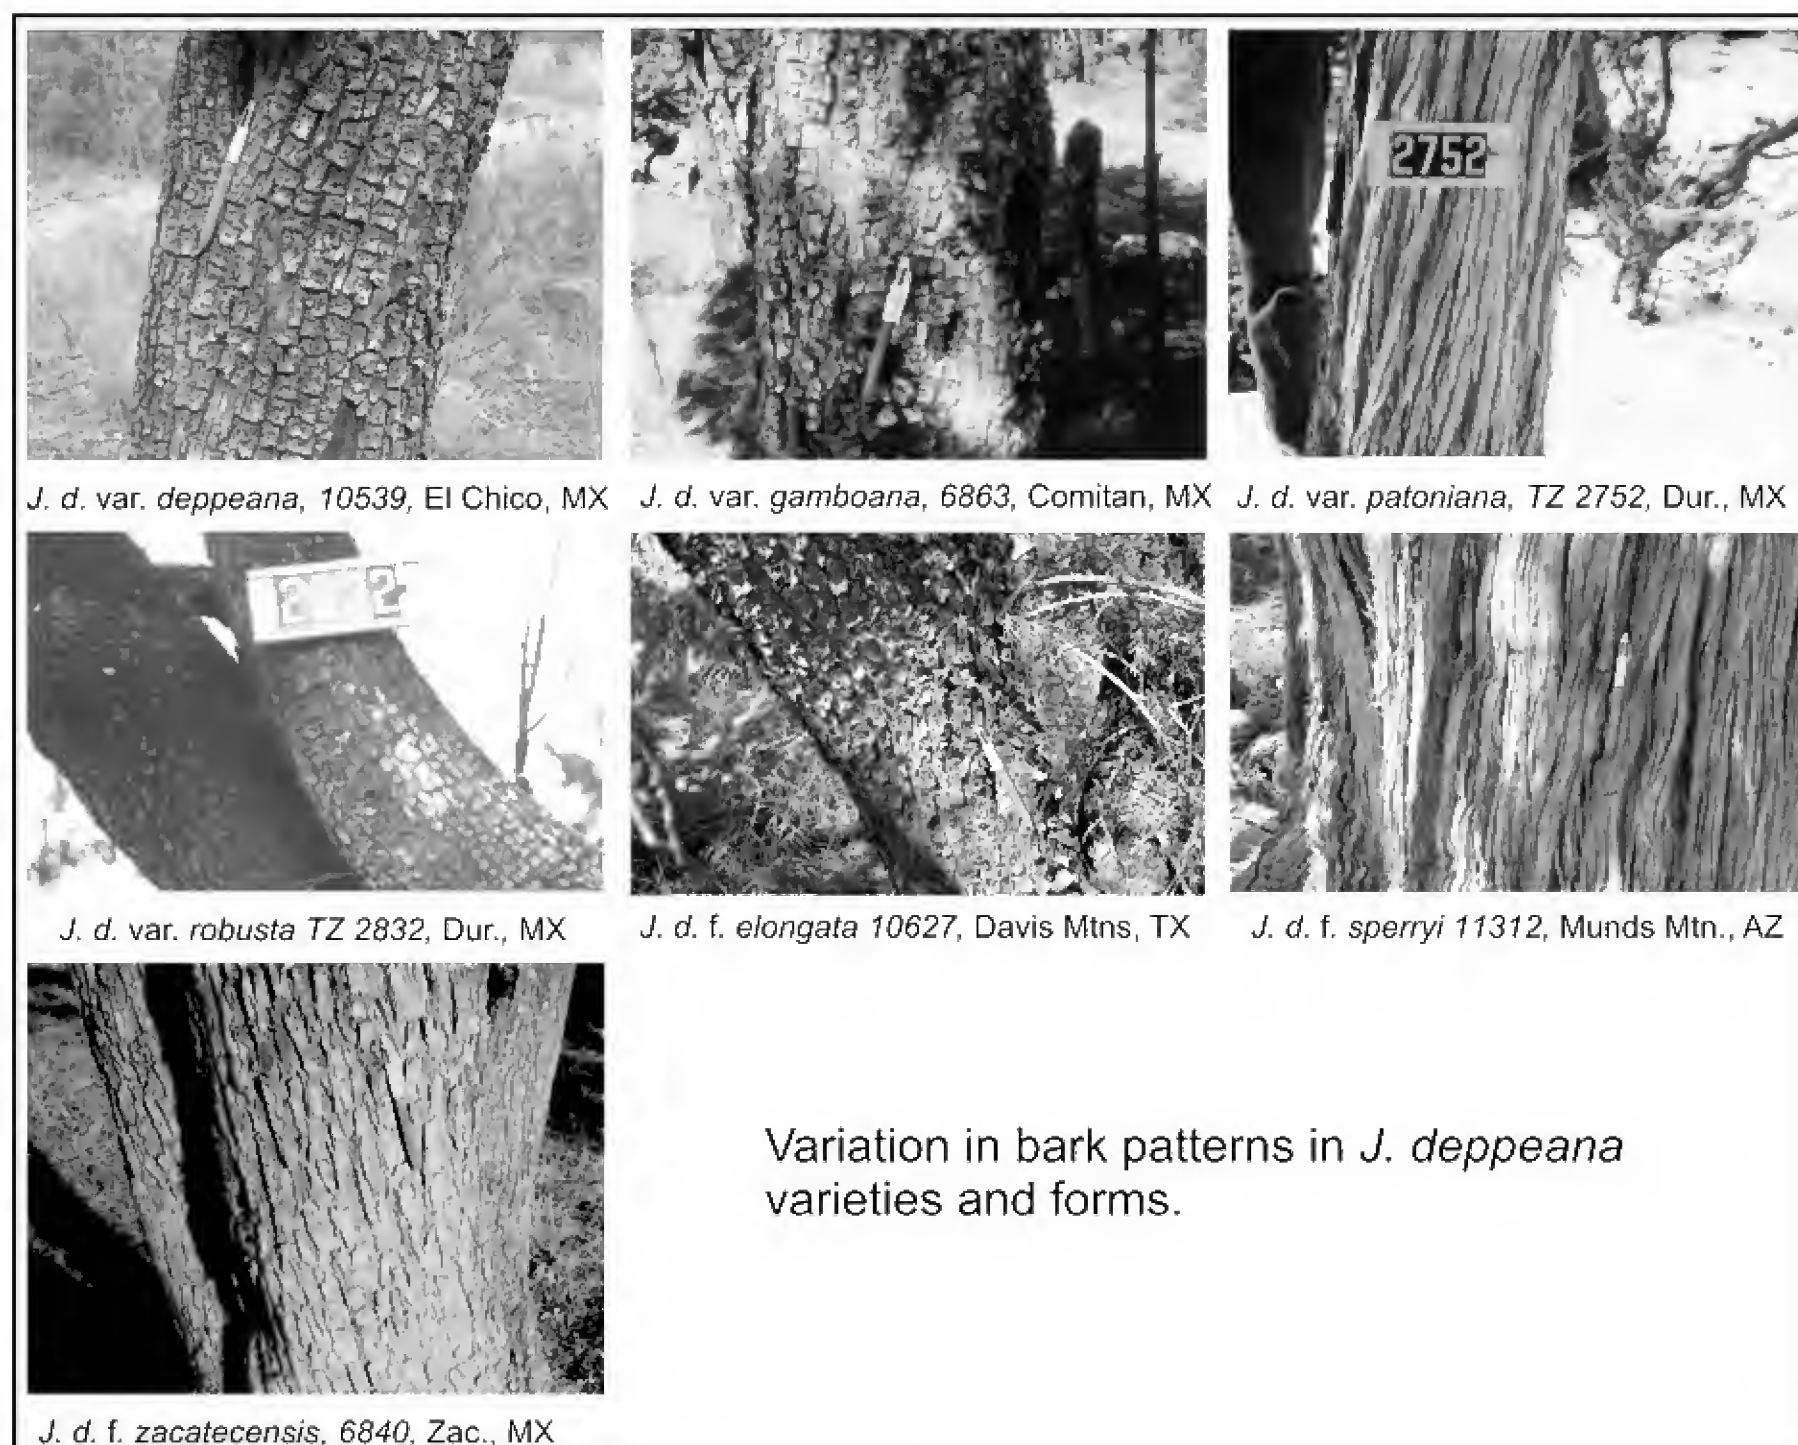 2752
J. d. var. deppeana, 10539, El Chico, MX
J. d. var. gamboana, 6863, Comitan, MX
J. d. var. patoniana, TZ 2752, Dur., MX
2 2
J. d. var. robusta TZ 2832, Dur., MX
J. d. f. elongata 10627, Davis Mtns, TX
J. d. f. sperryi 11312, Munds Mtn., AZ
Variation in bark patterns in J. deppeana
varieties and forms.
J. d. f. zacatecensis, 6840, Zac., MX